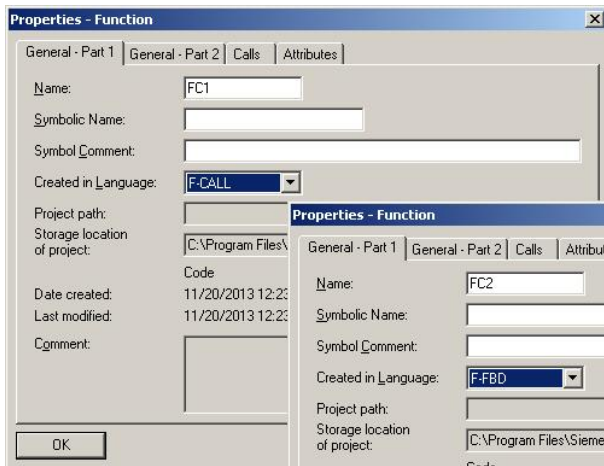 Properties - Function
General - Part 1 General - Part 2 Calls Attributes
Name: FC1
Symbolic Name:
Symbol Comment:
Created in Language: F-CALL
Project path:
Storage location
of project: C:\Program Files\
Code
Date created: 11/20/2013 12:23
Last modified: 11/20/2013 12:23
Comment:
OK
Properties - Function
General - Part 1 General - Part 2 Calls Attribu
Name: FC2
Symbolic Name:
Symbol Comment:
Created in Language: F-FBD
Project path:
Storage location
of project: C:\Program Files\Sieme
Code